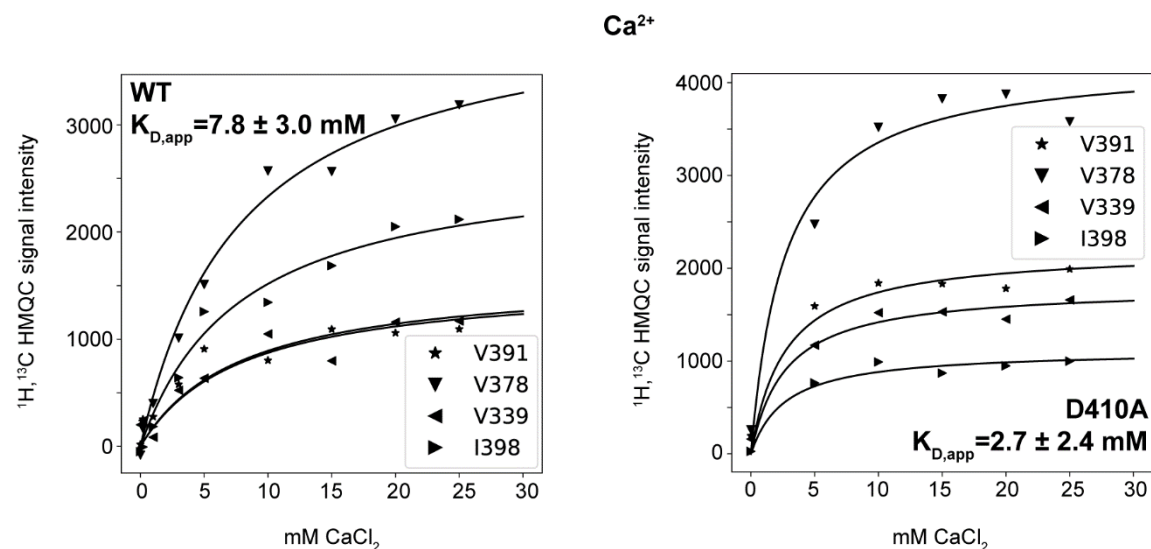 Ca²⁺
WT
K_D,app=7.8 ± 3.0 mM
¹H,¹³C HMQC signal intensity
3000
2000
1000
0
V391
V378
V339
I398
0 5 10 15 20 25 30
mM CaCl₂
¹H,¹³C HMQC signal intensity
4000
3000
2000
1000
0
V391
V378
V339
I398
D410A
K_D,app=2.7 ± 2.4 mM
0 5 10 15 20 25 30
mM CaCl₂